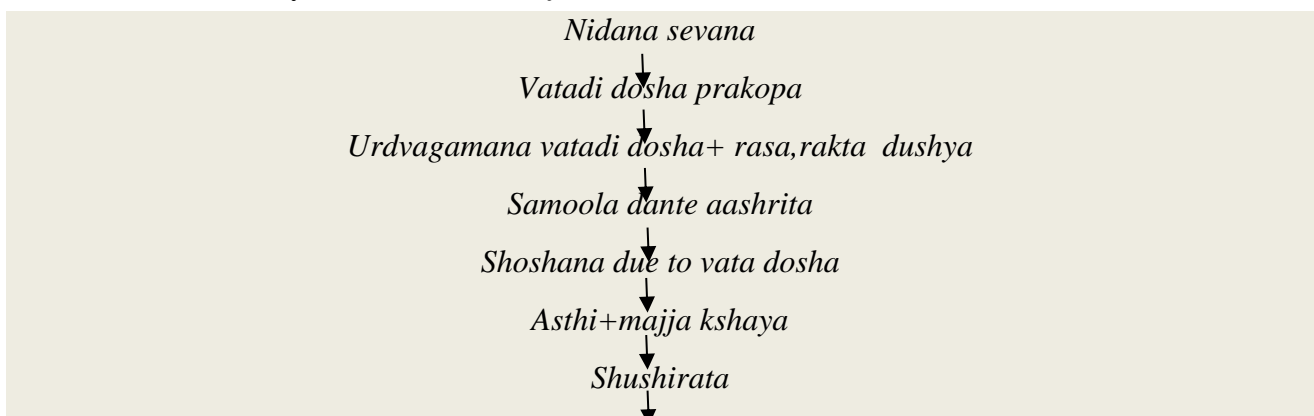 Nidana sevana
Vatadi dosha prakopa
Urdvagamana vatadi dosha+ rasa,rakta dushya
Samoola dante aashrita
Shoshana due to vata dosha
Asthi+majja kshaya
Shushirata